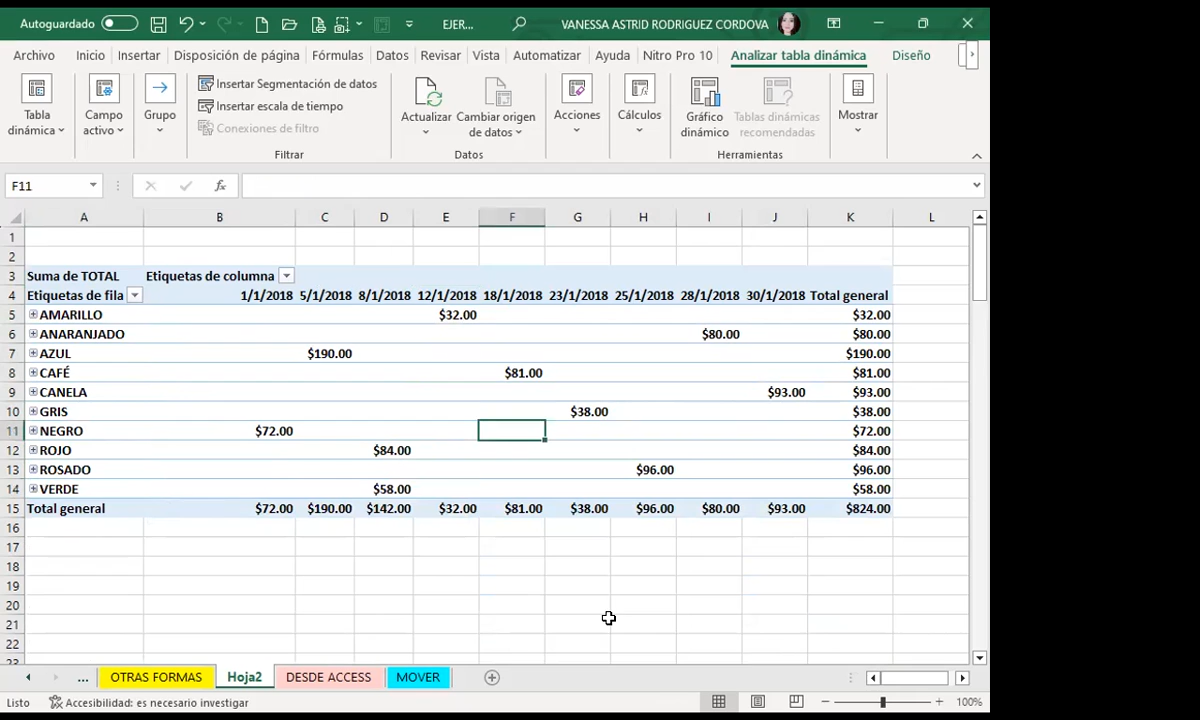 Autoguardado EJER... VANESSA ASTRID RODRIGUEZ CORDOVA
Archivo Inicio Insertar Disposición de página Fórmulas Datos Revisar Vista Automatizar Ayuda Nitro Pro 10 Analizar tabla dinámica Diseño
Tabla dinámica
Campo activo
Grupo
Insertar Segmentación de datos
Insertar escala de tiempo
Conexiones de filtro
Filtrar
Actualizar
Cambiar origen de datos
Datos
Acciones
Cálculos
Gráfico dinámico
Tablas dinámicas recomendadas
Herramientas
Mostrar
F11 fx
A B C D E F G H I J K L
1
2
3 Suma de TOTAL Etiquetas de columna
4 Etiquetas de fila 1/1/2018 5/1/2018 8/1/2018 12/1/2018 18/1/2018 23/1/2018 25/1/2018 28/1/2018 30/1/2018 Total general
5 AMARILLO $32.00 $32.00
6 ANARANJADO $80.00 $80.00
7 AZUL $190.00 $190.00
8 CAFÉ $81.00 $81.00
9 CANELA $93.00 $93.00
10 GRIS $38.00 $38.00
11 NEGRO $72.00 $72.00
12 ROJO $84.00 $84.00
13 ROSADO $96.00 $96.00
14 VERDE $58.00 $58.00
15 Total general $72.00 $190.00 $142.00 $32.00 $81.00 $38.00 $96.00 $80.00 $93.00 $824.00
16
17
18
19
20
21
22
23
... OTRAS FORMAS Hoja2 DESDE ACCESS MOVER
Listo Accesibilidad: es necesario investigar 100%